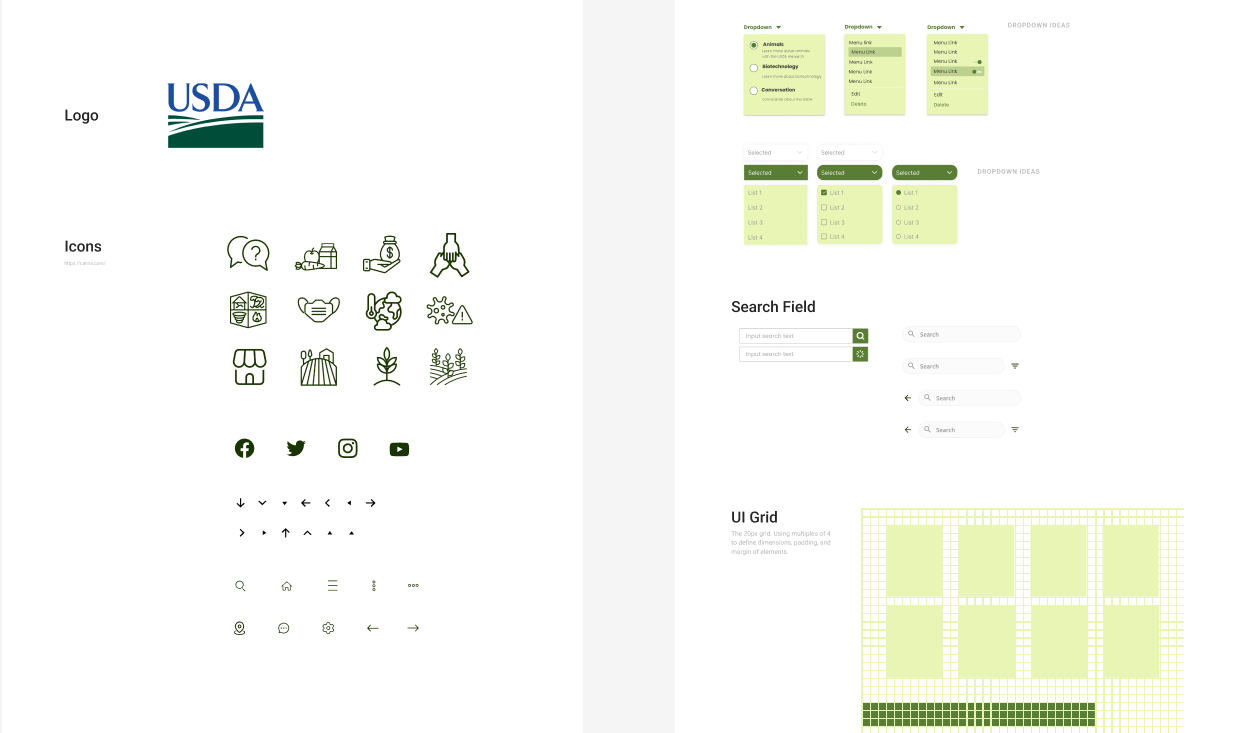 Logo
USDA
Icons
https://canva.com/
Dropdown
Animals
Learn more about animals
with the USDA research
Biotechnology
Learn more about biotechnology
Conversation
Conversate about the USDA
Dropdown
Menu link
Menu Link
Menu Link
Menu Link
Menu Link
Edit
Delete
Dropdown
Menu Link
Menu Link
Menu Link
Menu Link
Menu Link
Edit
Delete
DROPDOWN IDEAS
Selected
Selected
Selected
List 1
List 2
List 3
List 4
Selected
List 1
List 2
List 3
List 4
Selected
List 1
List 2
List 3
List 4
DROPDOWN IDEAS
Search Field
Input search text
Input search text
Search
Search
Search
Search
UI Grid
The 20px grid. Using multiples of 4
to define dimensions, padding, and
margin of elements.